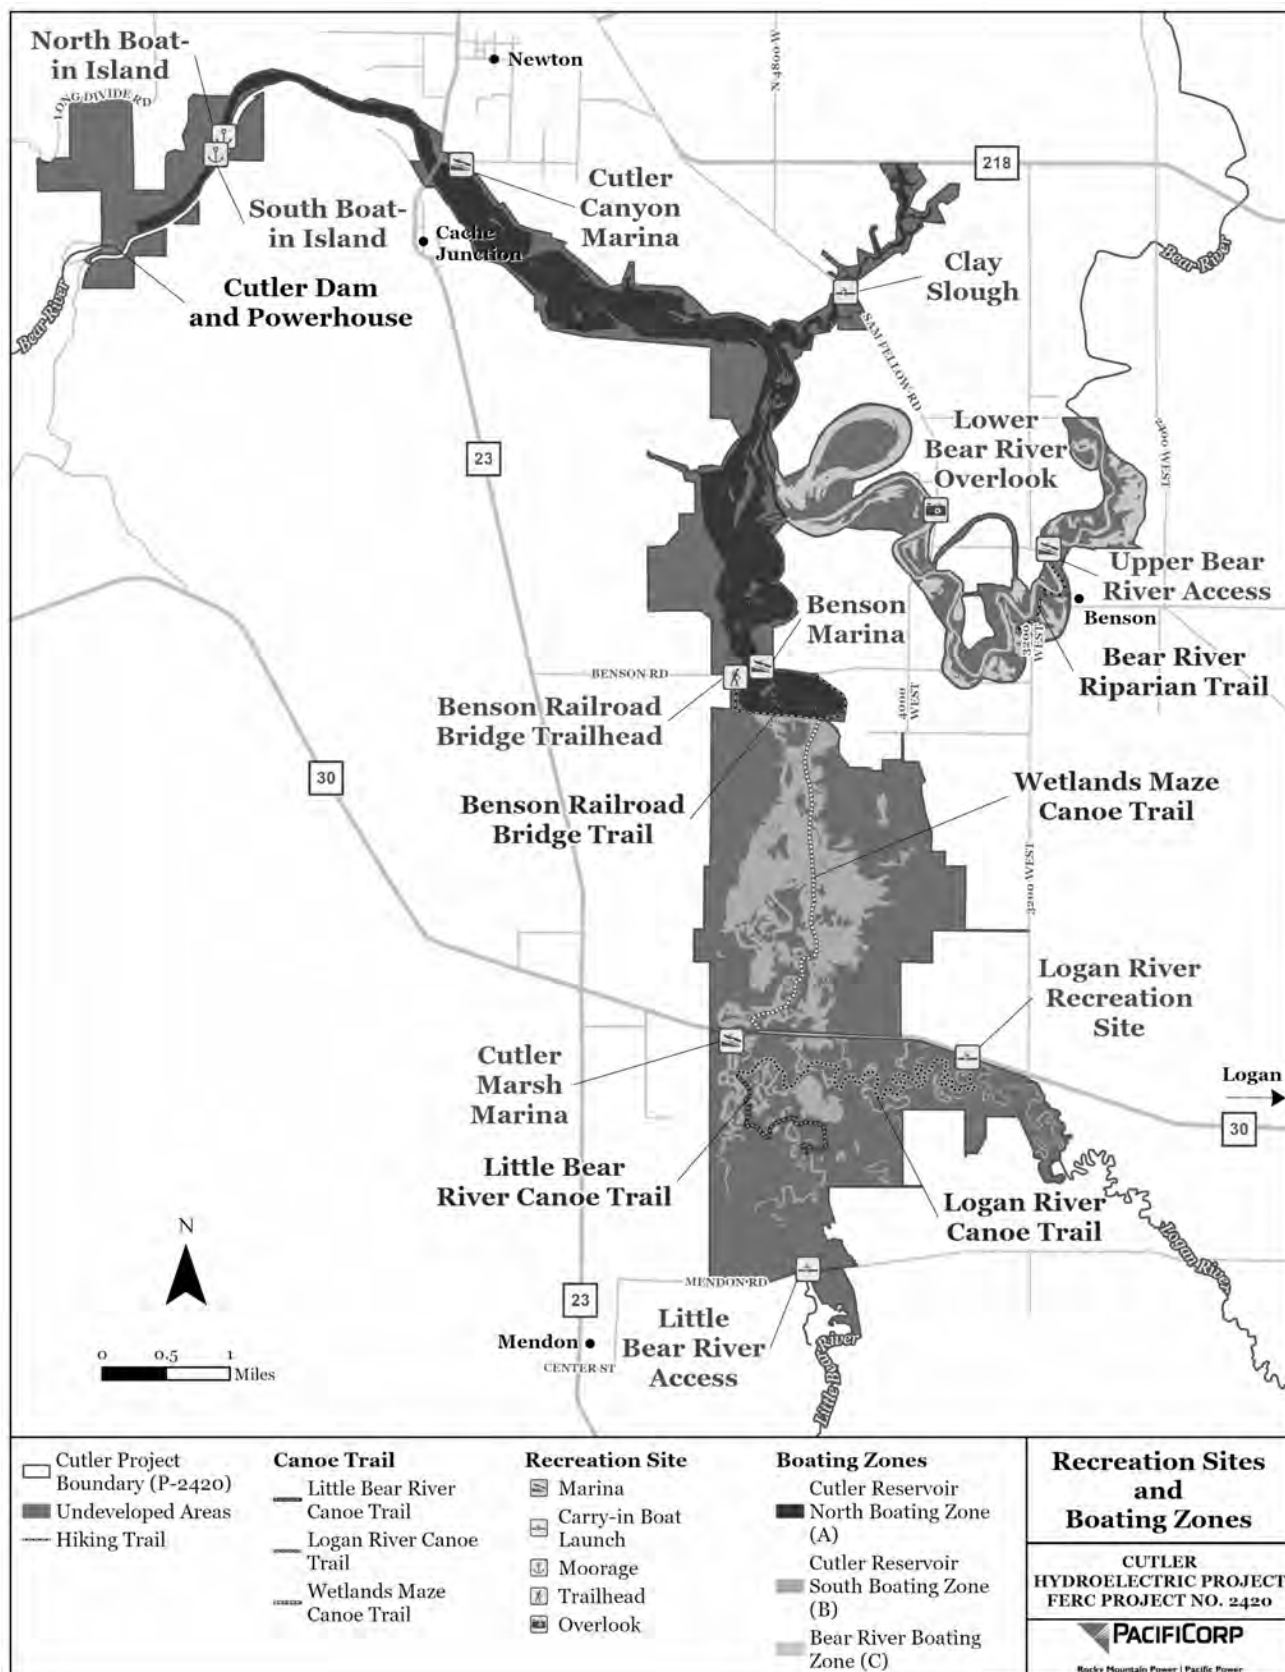 North Boat-
in Island
LONG DIVIDE RD
Newton
N 4800 W
218
South Boat-
in Island
Cutler
Canyon
Marina
Cache
Junction
Clay
Slough
Bear River
Bear River
Cutler Dam
and Powerhouse
SAM FELLOW RD
23
Lower
Bear River
Overlook
2400 WEST
Upper Bear
River Access
Benson
Benson
Marina
3200
WEST
BENSON RD
Bear River
Riparian Trail
4000
WEST
Benson Railroad
Bridge Trailhead
30
Benson Railroad
Bridge Trail
Wetlands Maze
Canoe Trail
3200 WEST
Logan River
Recreation
Site
Cutler
Marsh
Marina
Logan
30
Little Bear
River Canoe Trail
Logan River
Canoe Trail
Logan River
N
MENDON RD
23
Little
Bear River
Access
Mendon
CENTER ST
Little Bear River
0 0.5 1
Miles
Cutler Project
Boundary (P-2420)
Undeveloped Areas
Hiking Trail
Canoe Trail
Little Bear River
Canoe Trail
Logan River Canoe
Trail
Wetlands Maze
Canoe Trail
Recreation Site
Marina
Carry-in Boat
Launch
Moorage
Trailhead
Overlook
Boating Zones
Cutler Reservoir
North Boating Zone
(A)
Cutler Reservoir
South Boating Zone
(B)
Bear River Boating
Zone (C)
Recreation Sites
and
Boating Zones
CUTLER
HYDROELECTRIC PROJECT
FERC PROJECT NO. 2420
PACIFICORP
Rocky Mountain Power | Pacific Power